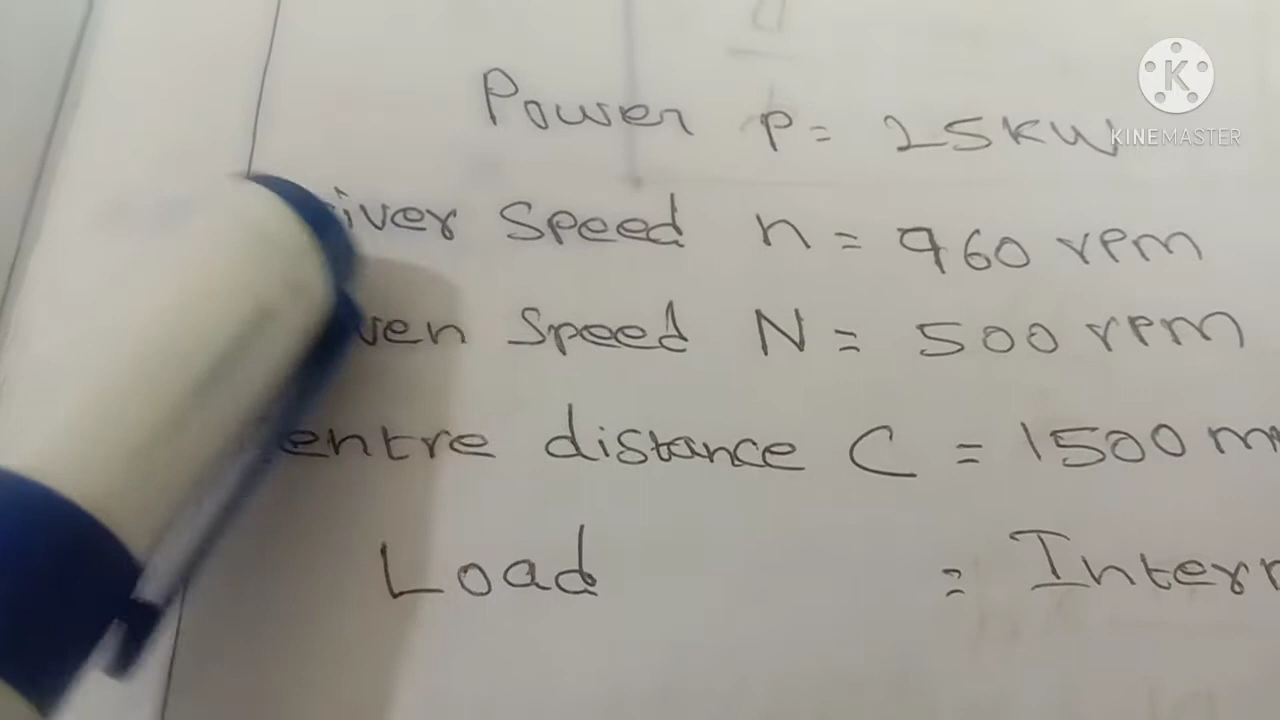 Power P = 25KW
iver Speed n = 960 rpm
ven Speed N = 500 rpm
entre distance C = 1500 m
Load = Inter
K
KINEMASTER